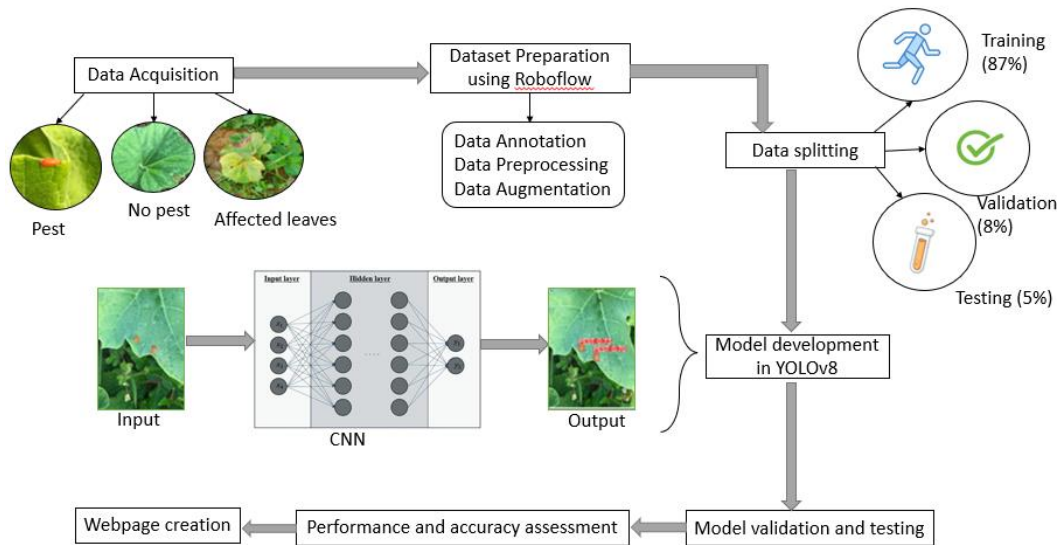 Data Acquisition
Pest
No pest
Affected leaves
Dataset Preparation
using Roboflow
Data Annotation
Data Preprocessing
Data Augmentation
Data splitting
Training
(87%)
Validation
(8%)
Testing (5%)
Input layer
Hidden layer
Output layer
Input
CNN
Output
Model development
in YOLOv8
Model validation and testing
Performance and accuracy assessment
Webpage creation